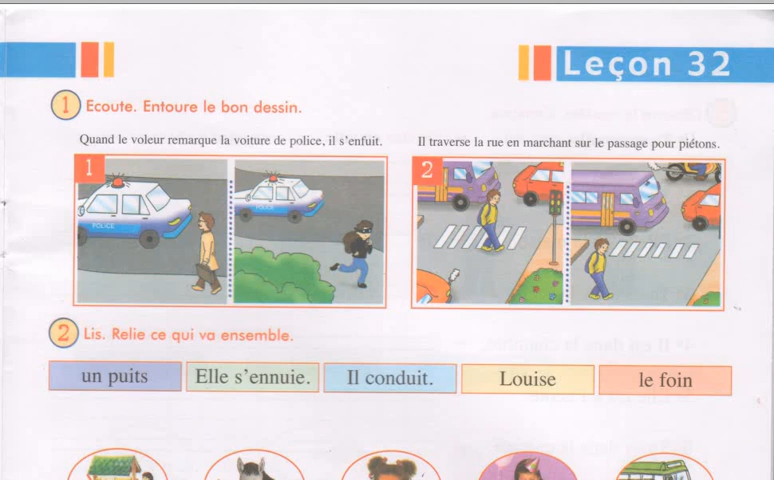 Leçon 32
1 Ecoute. Entoure le bon dessin.
Quand le voleur remarque la voiture de police, il s'enfuit.
Il traverse la rue en marchant sur le passage pour piétons.
1
2
POLICE
POLICE
2 Lis. Relie ce qui va ensemble.
un puits
Elle s'ennuie.
Il conduit.
Louise
le foin